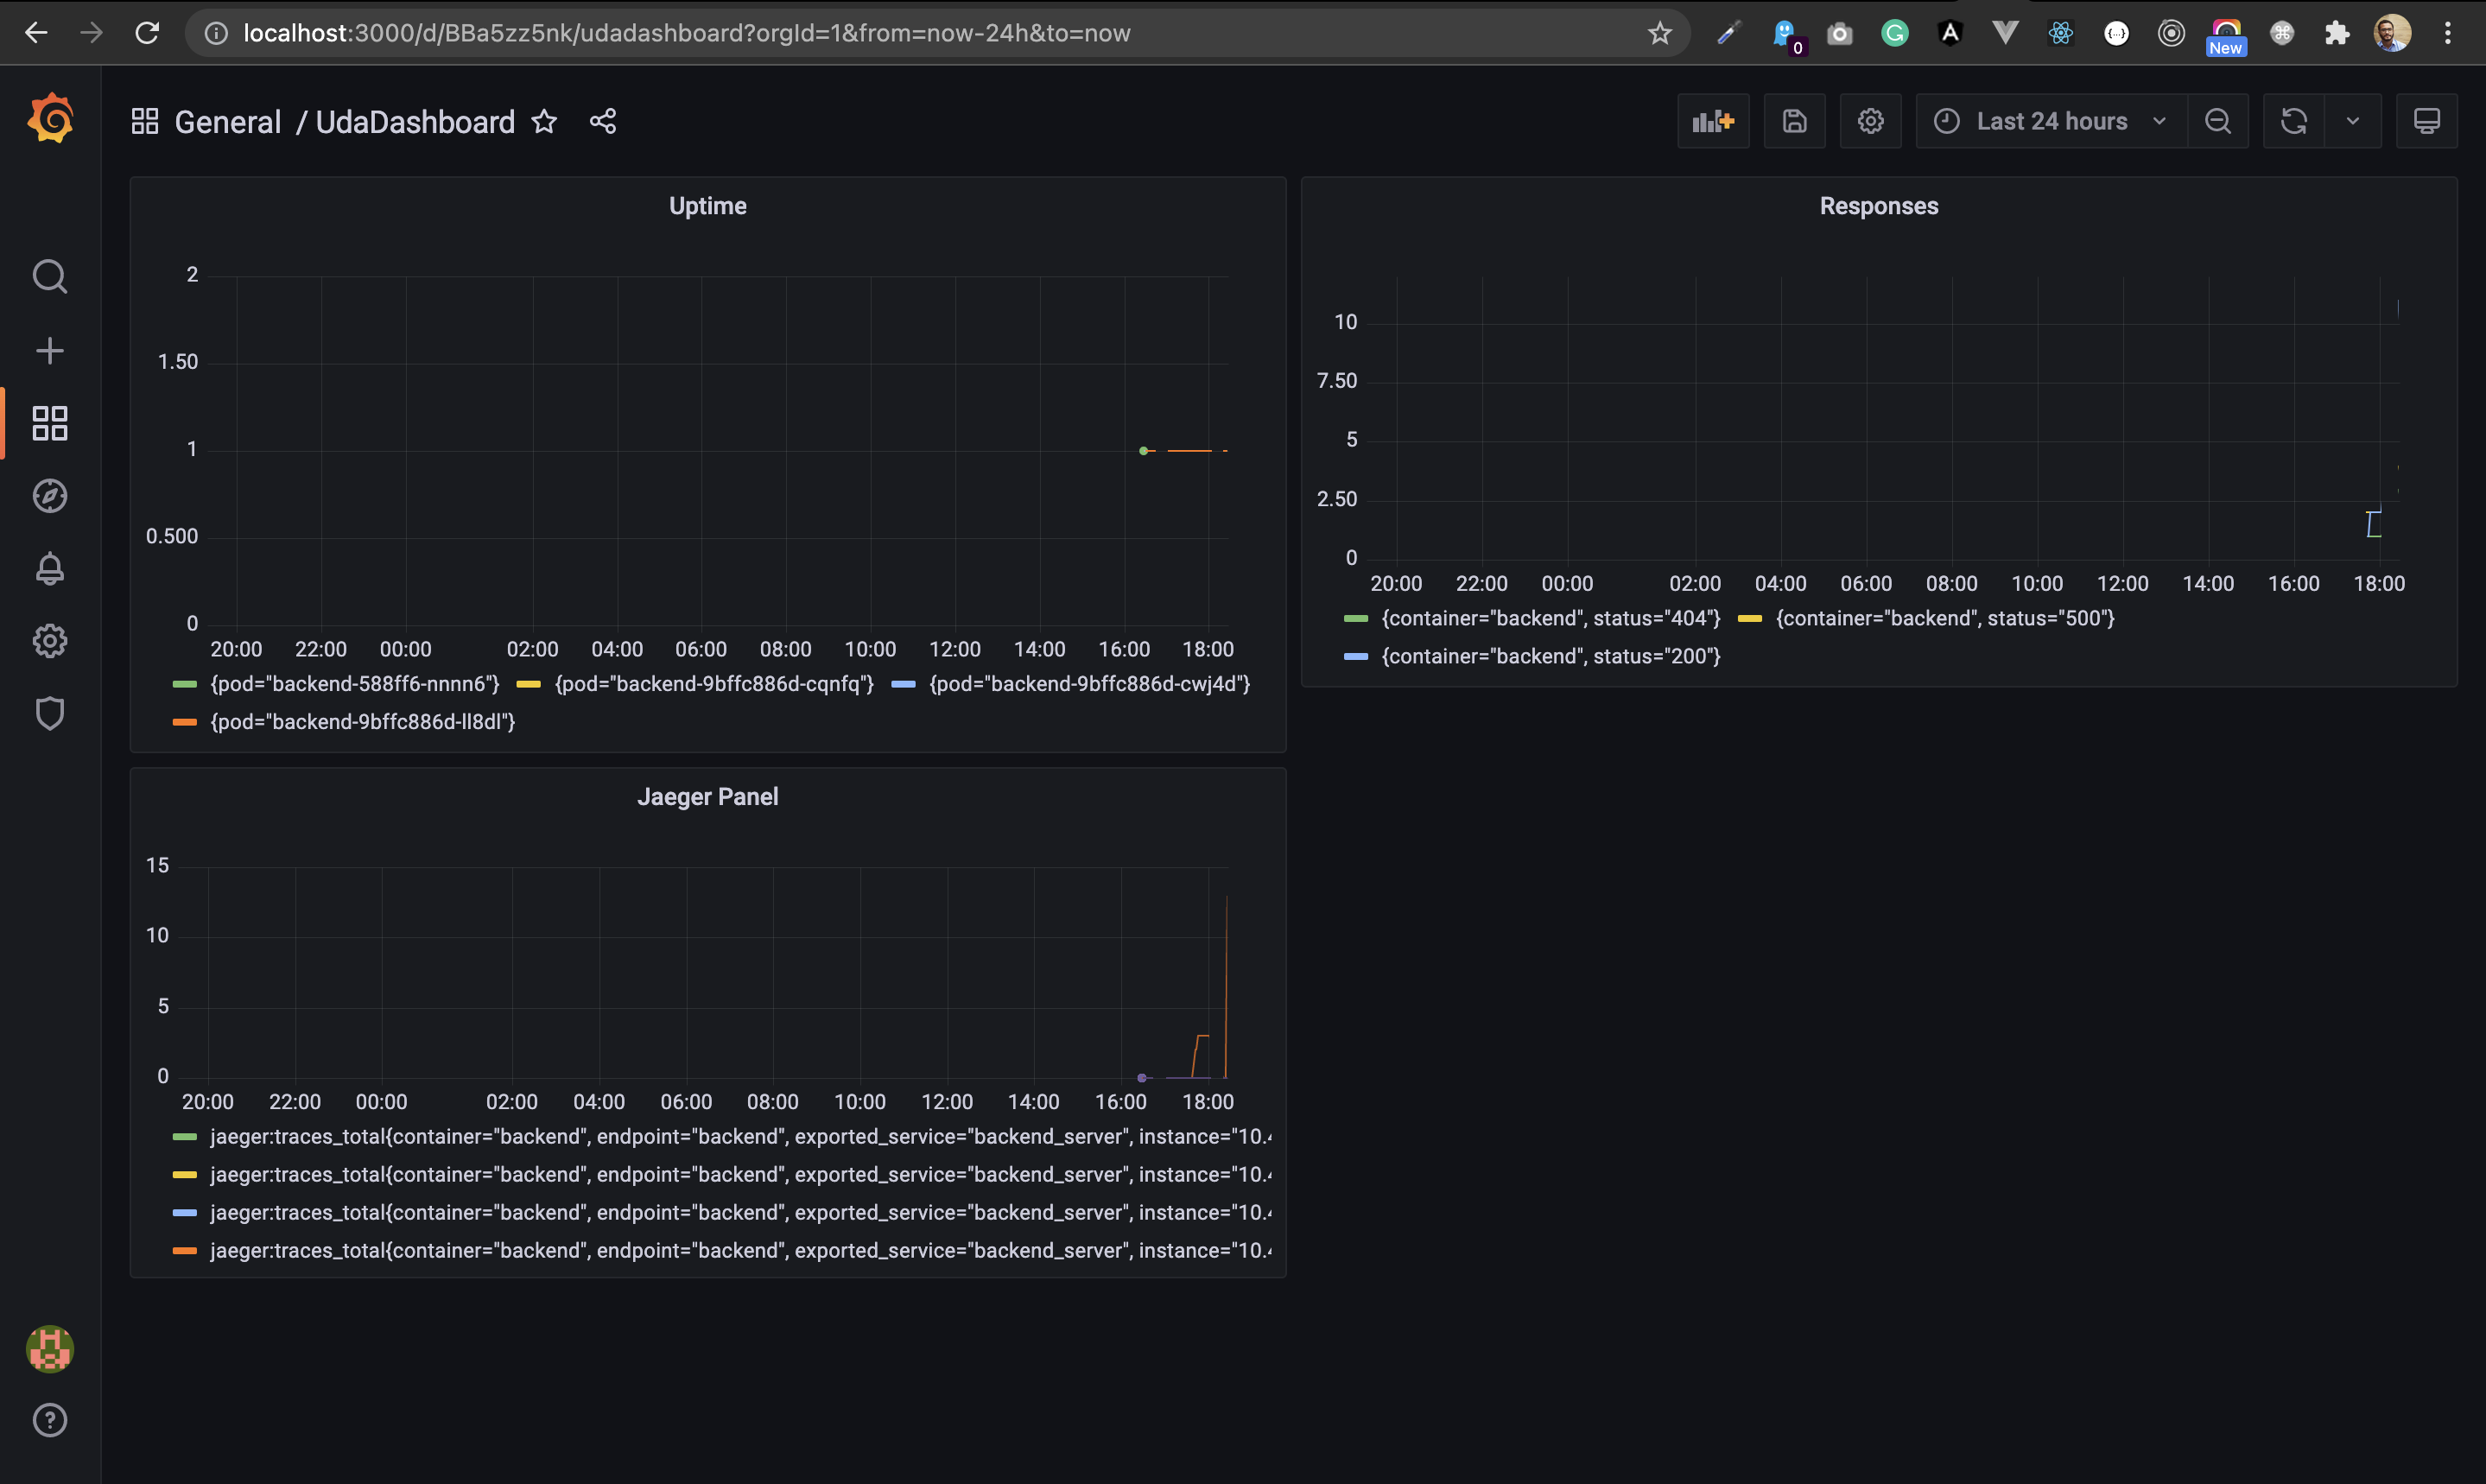 localhost:3000/d/BBa5zz5nk/udadashboard?orgId=1&from=now-24h&to=now
0
New
General / UdaDashboard
Last 24 hours
Uptime
2
1.50
1
0.500
0
20:00 22:00 00:00 02:00 04:00 06:00 08:00 10:00 12:00 14:00 16:00 18:00
{pod="backend-588ff6-nnnn6"} {pod="backend-9bffc886d-cqnfq"} {pod="backend-9bffc886d-cwj4d"}
{pod="backend-9bffc886d-ll8dl"}
Responses
10
7.50
5
2.50
0
20:00 22:00 00:00 02:00 04:00 06:00 08:00 10:00 12:00 14:00 16:00 18:00
{container="backend", status="404"} {container="backend", status="500"}
{container="backend", status="200"}
Jaeger Panel
15
10
5
0
20:00 22:00 00:00 02:00 04:00 06:00 08:00 10:00 12:00 14:00 16:00 18:00
jaeger:traces_total{container="backend", endpoint="backend", exported_service="backend_server", instance="10.4
jaeger:traces_total{container="backend", endpoint="backend", exported_service="backend_server", instance="10.4
jaeger:traces_total{container="backend", endpoint="backend", exported_service="backend_server", instance="10.4
jaeger:traces_total{container="backend", endpoint="backend", exported_service="backend_server", instance="10.4